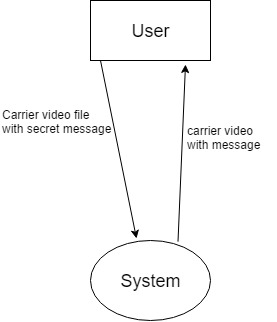 User
Carrier video file
with secret message
carrier video
with message
System